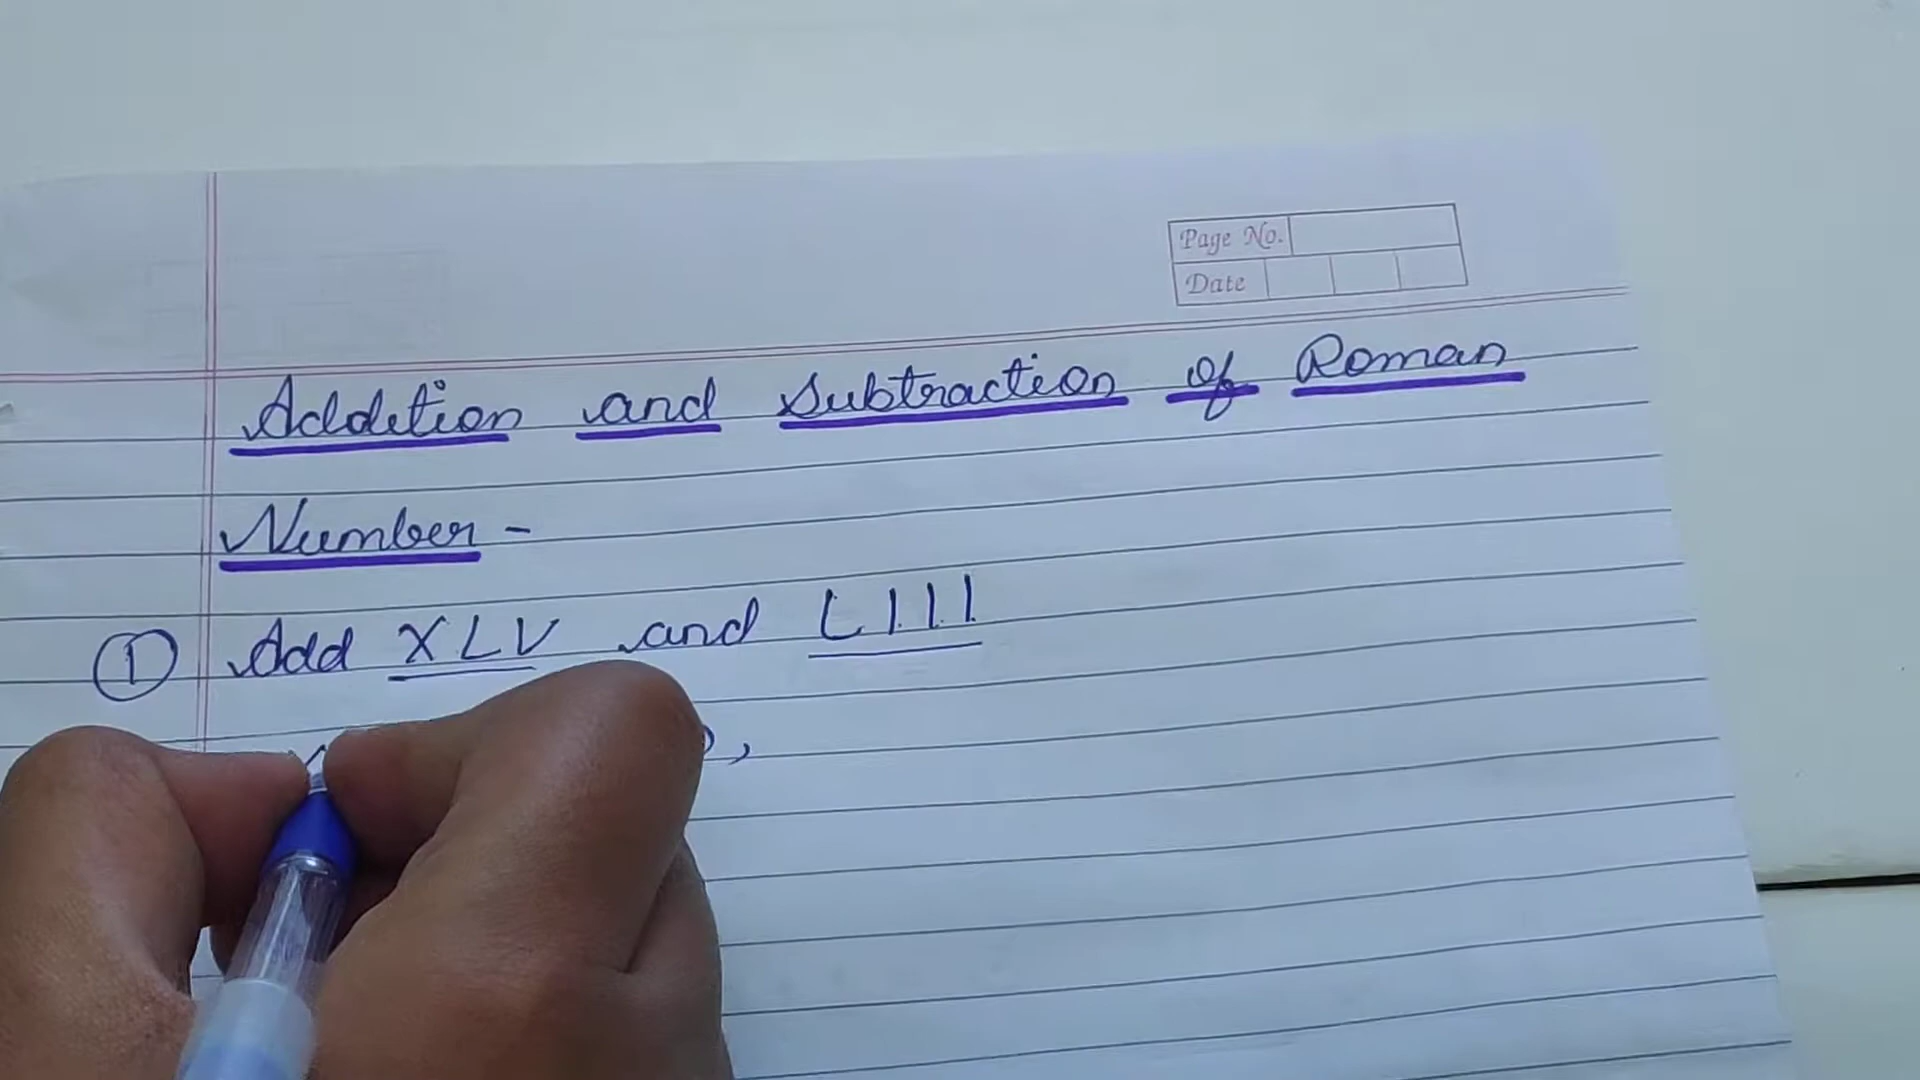 Page No.
Date
Addition and Subtraction of Roman
Number -
① Add XLV and LIII